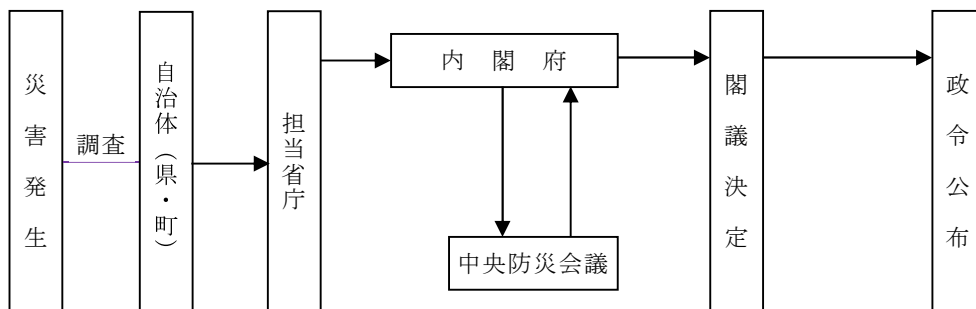 災害発生
調査
自治体（県・町）
担当省庁
内閣府
中央防災会議
閣議決定
政令公布